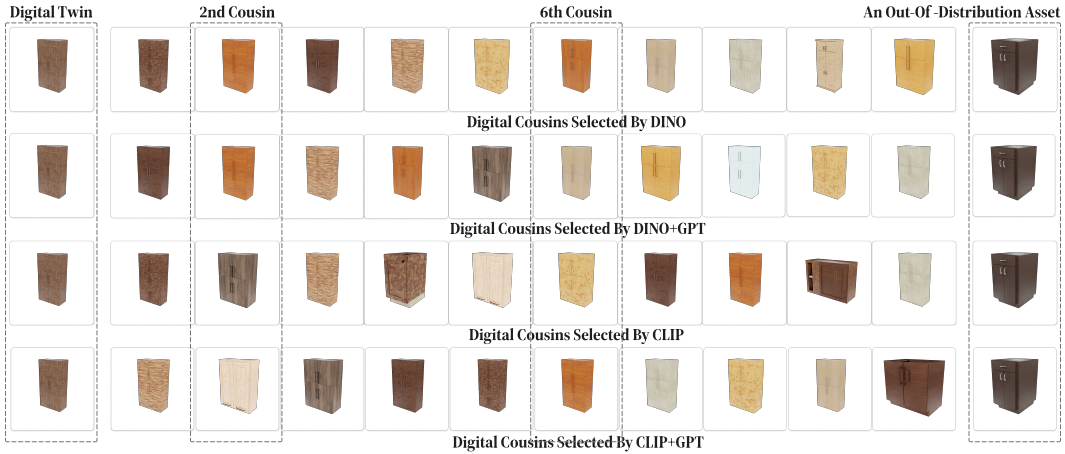 Digital Twin
2nd Cousin
6th Cousin
An Out-Of -Distribution Asset
Digital Cousins Selected By DINO
Digital Cousins Selected By DINO+GPT
Digital Cousins Selected By CLIP
Digital Cousins Selected By CLIP+GPT